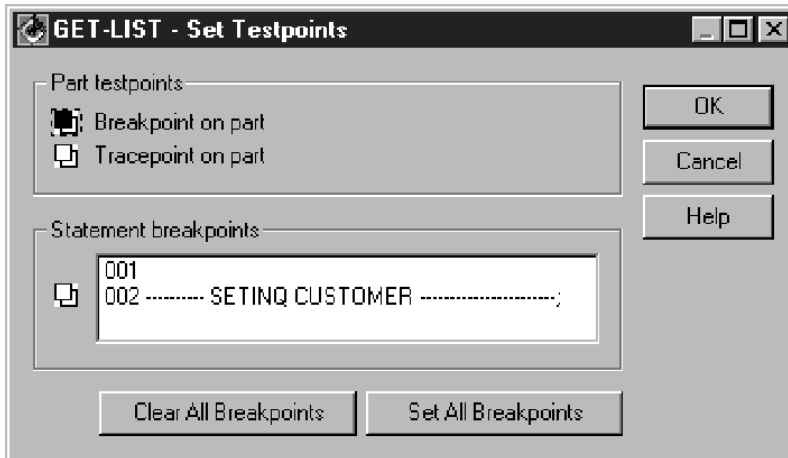 GET-LIST - Set Testpoints
Part testpoints
Breakpoint on part
Tracepoint on part
OK
Cancel
Help
Statement breakpoints
001
002 ---------- SETINQ CUSTOMER -----------------------;
Clear All Breakpoints
Set All Breakpoints